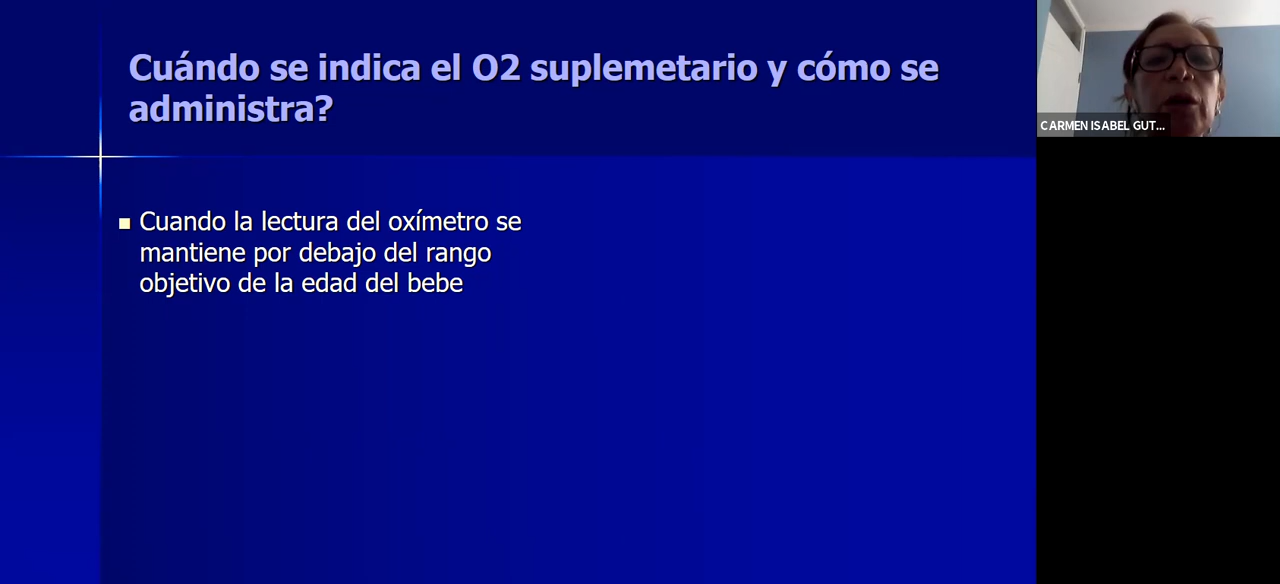 Cuándo se indica el O2 suplemetario y cómo se
administra?
Cuando la lectura del oxímetro se
mantiene por debajo del rango
objetivo de la edad del bebe
CARMEN ISABEL GUT...